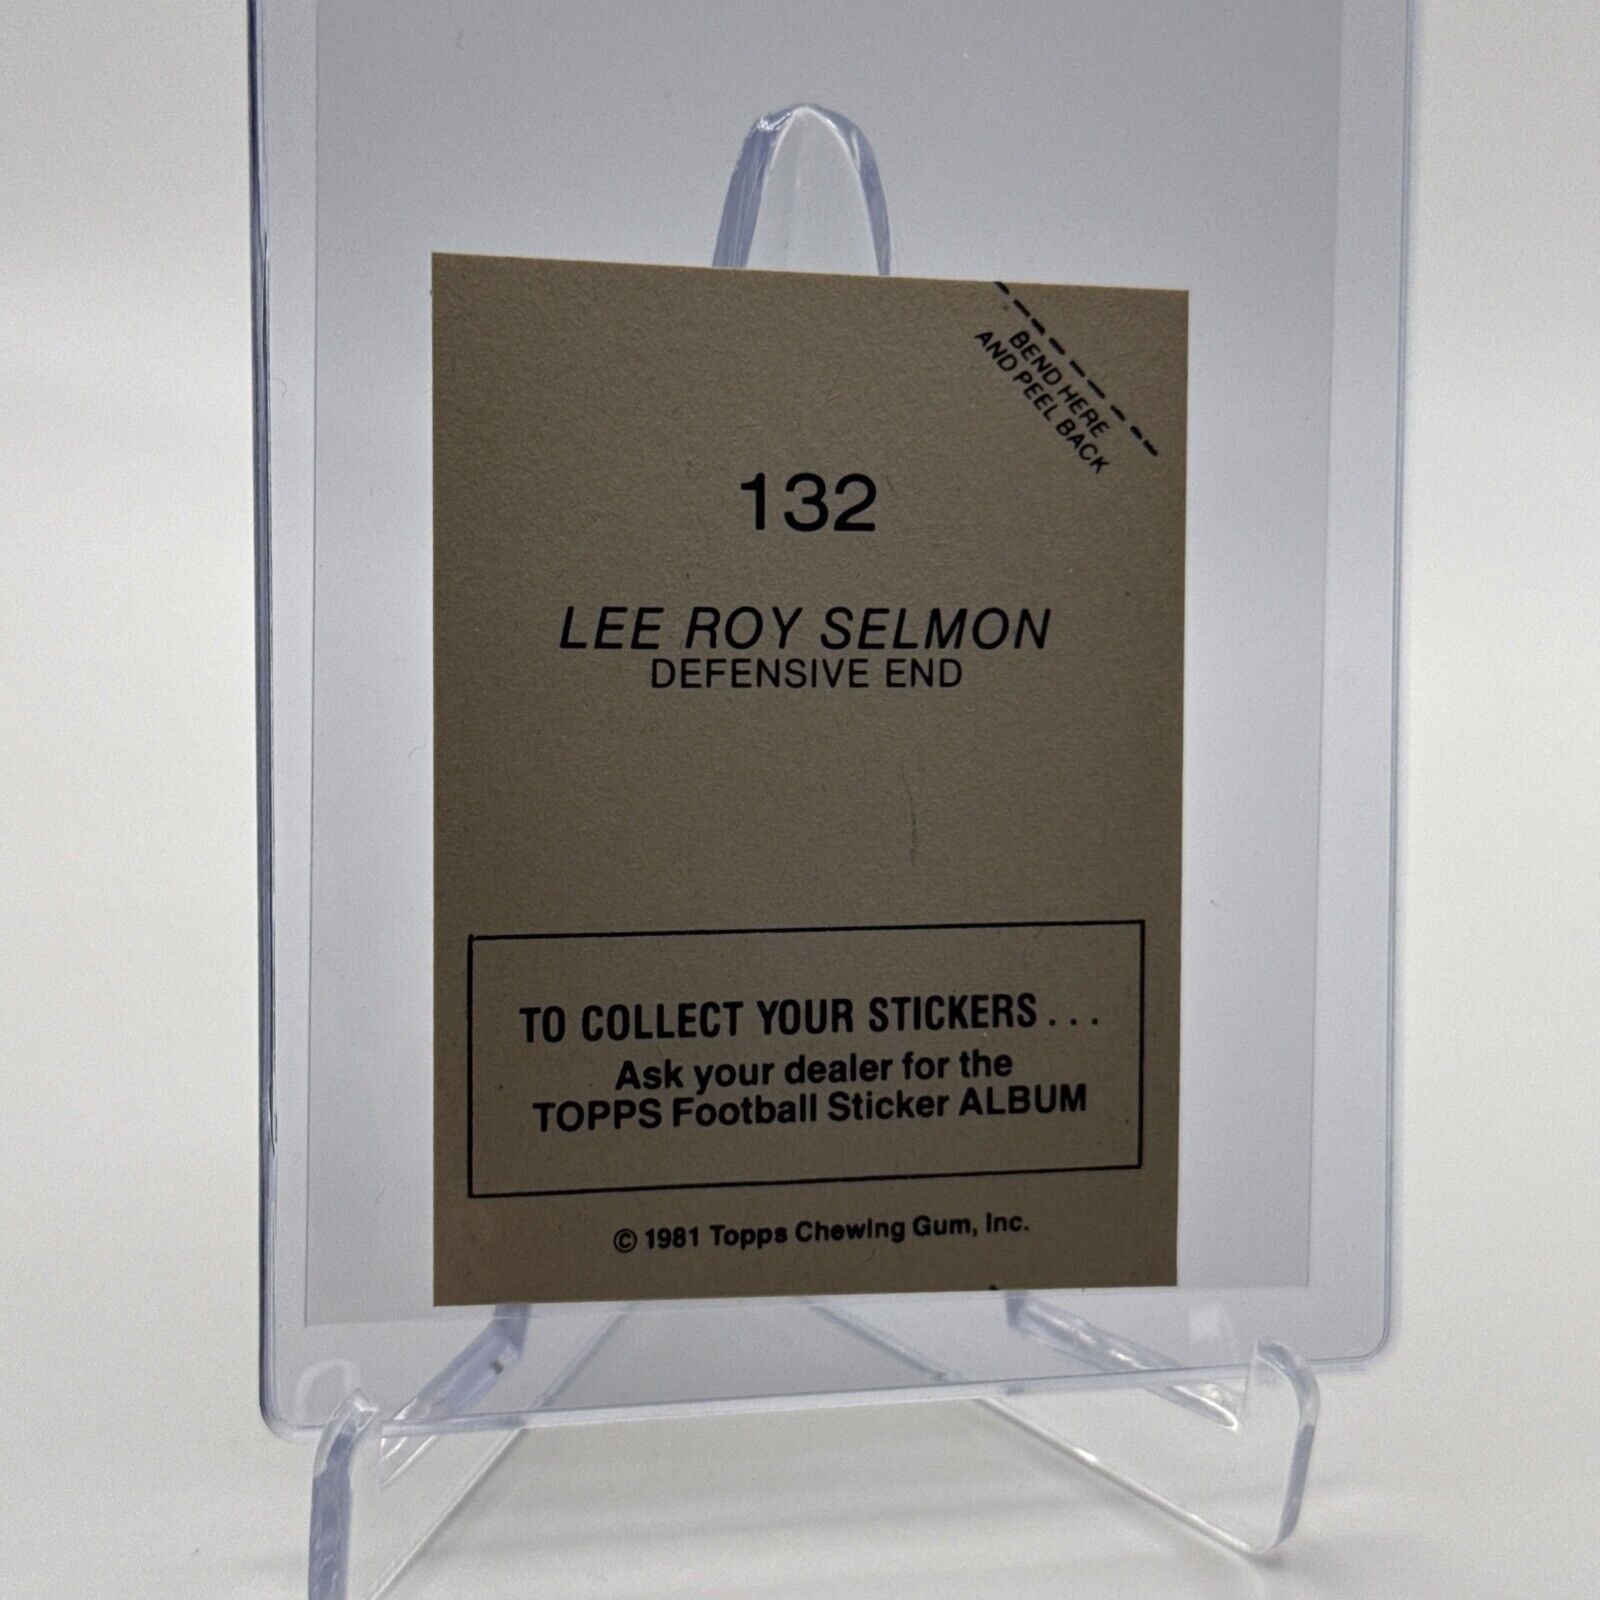 BEND HERE
AND PEEL BACK
132
LEE ROY SELMON
DEFENSIVE END
TO COLLECT YOUR STICKERS...
Ask your dealer for the
TOPPS Football Sticker ALBUM
© 1981 Topps Chewing Gum, Inc.